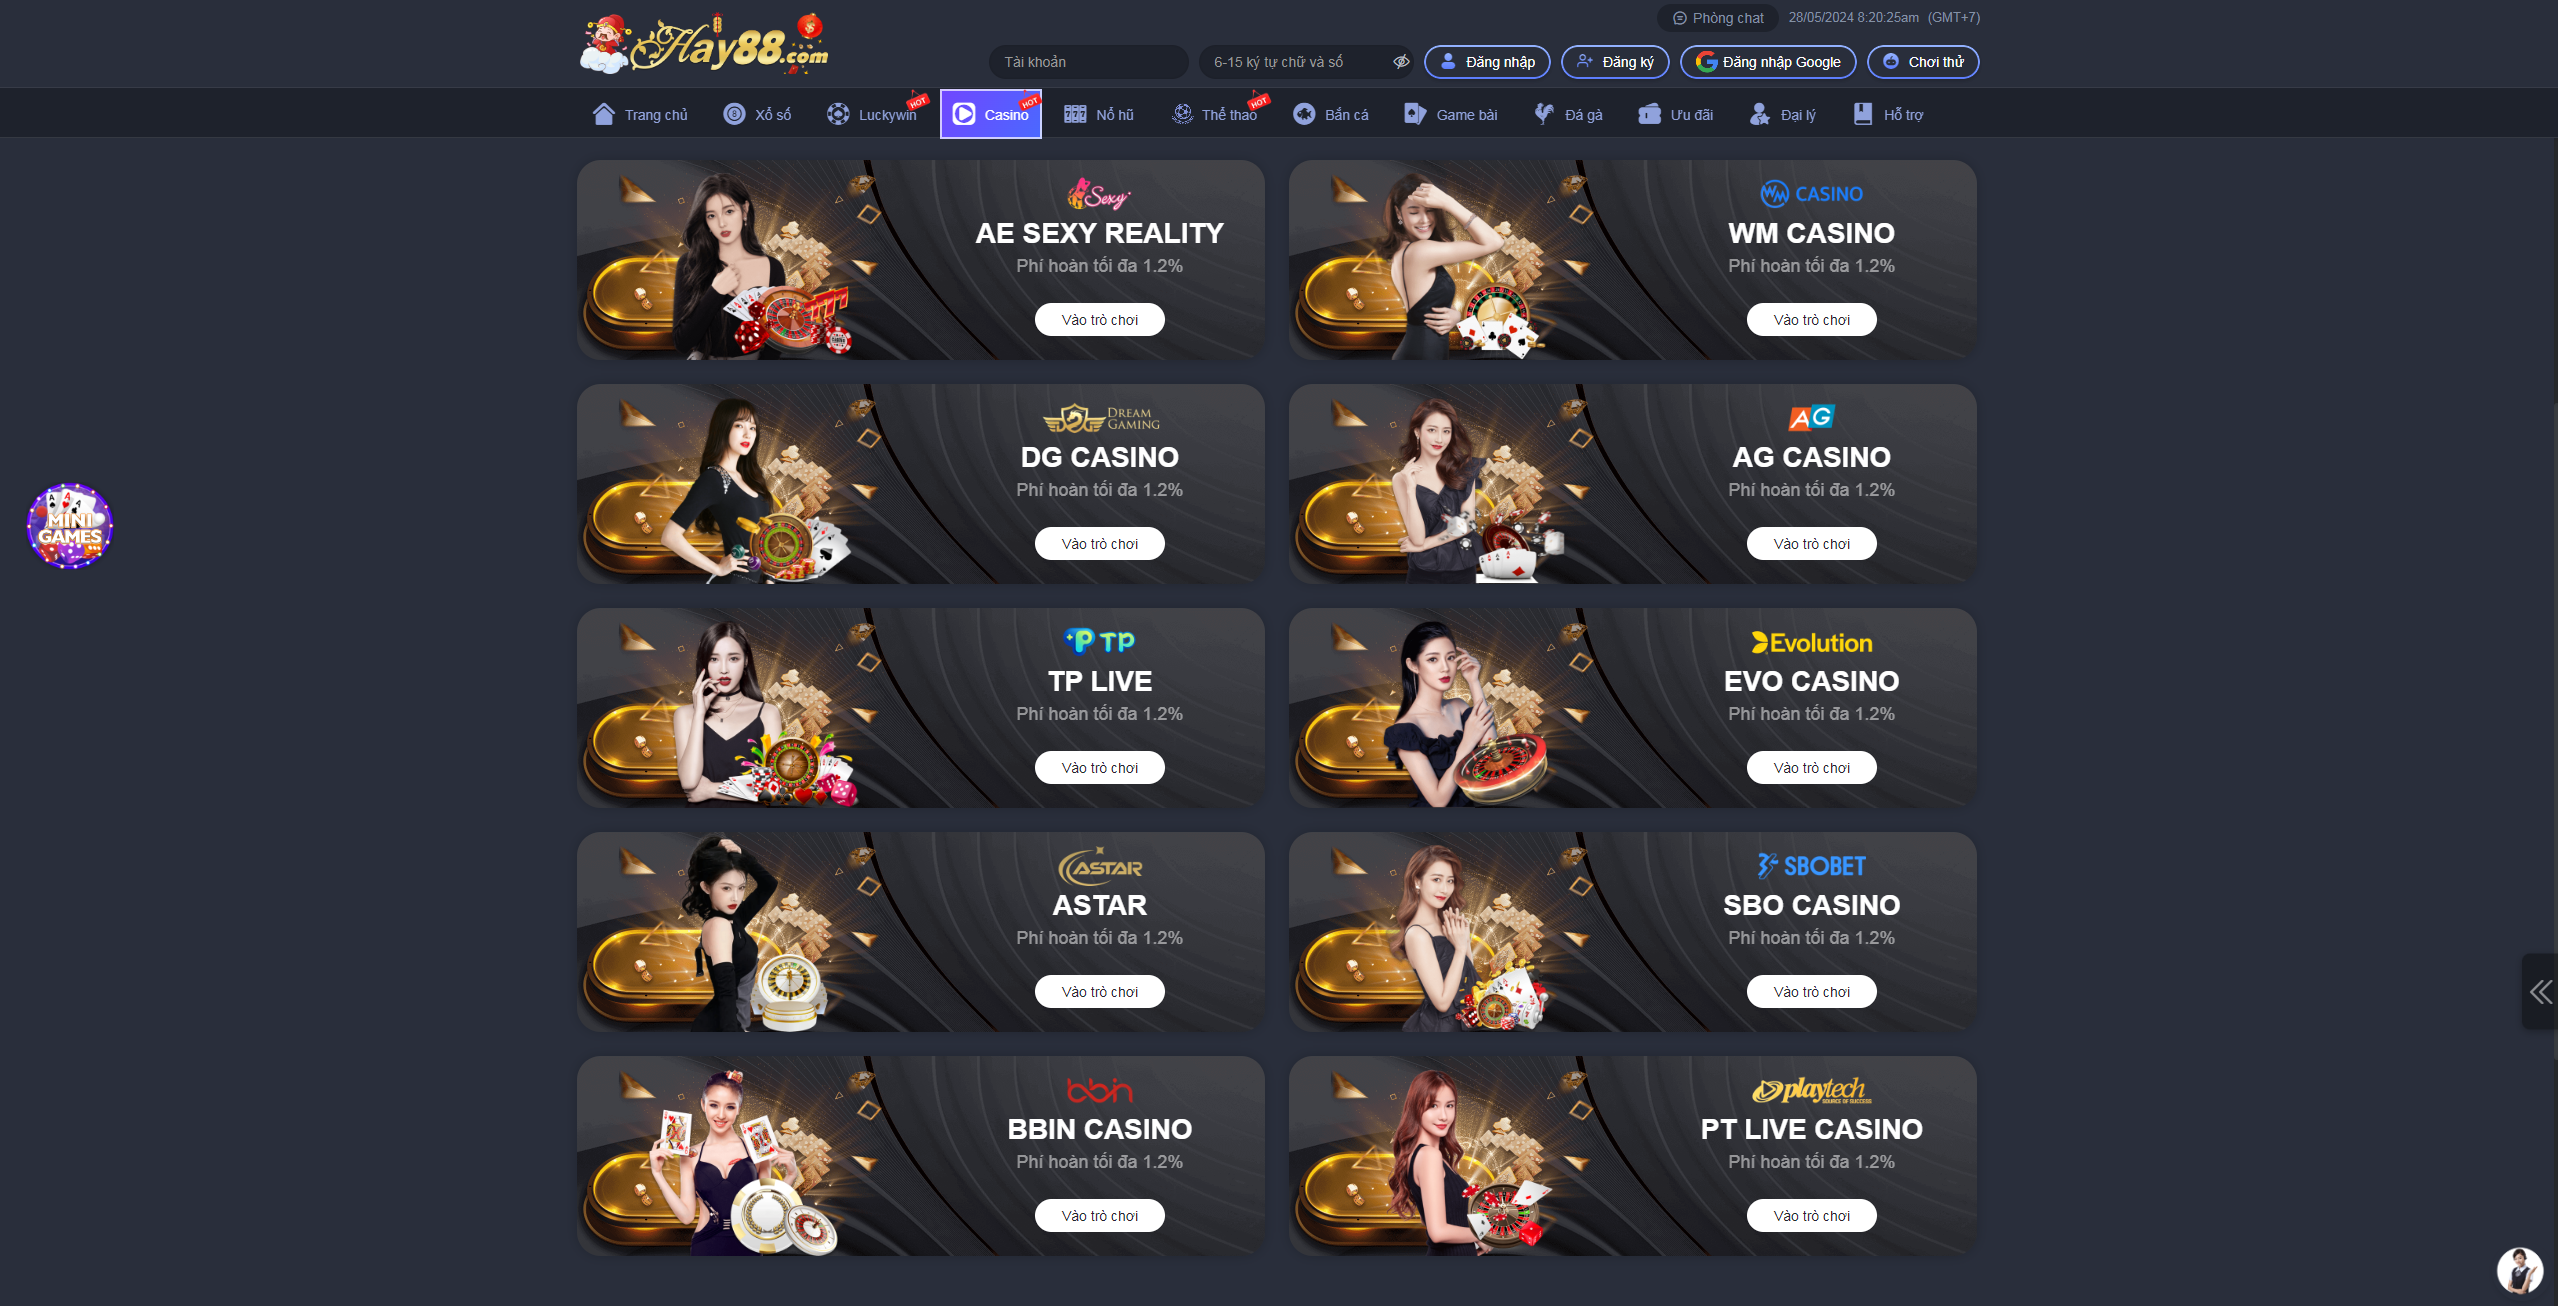 Hay88.com
Phòng chat 28/05/2024 8:20:25am (GMT+7)
Tài khoản
6-15 ký tự chữ và số
Đăng nhập
Đăng ký
Đăng nhập Google
Chơi thử
Trang chủ
Xổ số
Luckywin
HOT
Casino
HOT
Nổ hũ
Thể thao
HOT
Bắn cá
Game bài
Đá gà
Ưu đãi
Đại lý
Hỗ trợ
Sexy
AE SEXY REALITY
Phí hoàn tối đa 1.2%
Vào trò chơi
WM CASINO
WM CASINO
Phí hoàn tối đa 1.2%
Vào trò chơi
DG DREAM GAMING
DG CASINO
Phí hoàn tối đa 1.2%
Vào trò chơi
AG
AG CASINO
Phí hoàn tối đa 1.2%
Vào trò chơi
MINI GAMES
TP
TP LIVE
Phí hoàn tối đa 1.2%
Vào trò chơi
Evolution
EVO CASINO
Phí hoàn tối đa 1.2%
Vào trò chơi
ASTAR
ASTAR
Phí hoàn tối đa 1.2%
Vào trò chơi
SBOBET
SBO CASINO
Phí hoàn tối đa 1.2%
Vào trò chơi
bbin
BBIN CASINO
Phí hoàn tối đa 1.2%
Vào trò chơi
playtech
SOURCE OF SUCCESS
PT LIVE CASINO
Phí hoàn tối đa 1.2%
Vào trò chơi